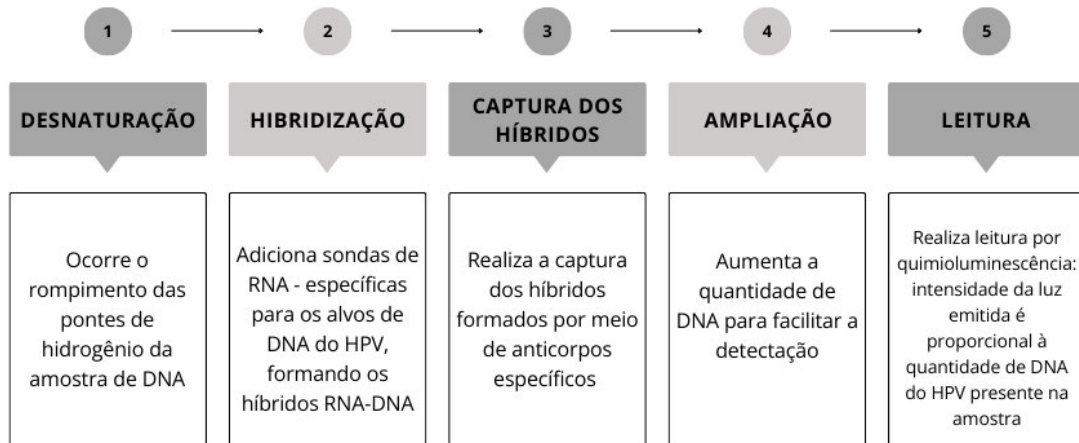 1
2
3
4
5
DESNATURAÇÃO
HIBRIDIZAÇÃO
CAPTURA DOS
HÍBRIDOS
AMPLIAÇÃO
LEITURA
Ocorre o
rompimento das
pontes de
hidrogênio da
amostra de DNA
Adiciona sondas de
RNA - específicas
para os alvos de
DNA do HPV,
formando os
híbridos RNA-DNA
Realiza a captura
dos híbridos
formados por meio
de anticorpos
específicos
Aumenta a
quantidade de
DNA para facilitar a
detectação
Realiza leitura por
quimioluminescência:
intensidade da luz
emitida é
proporcional à
quantidade de DNA
do HPV presente na
amostra